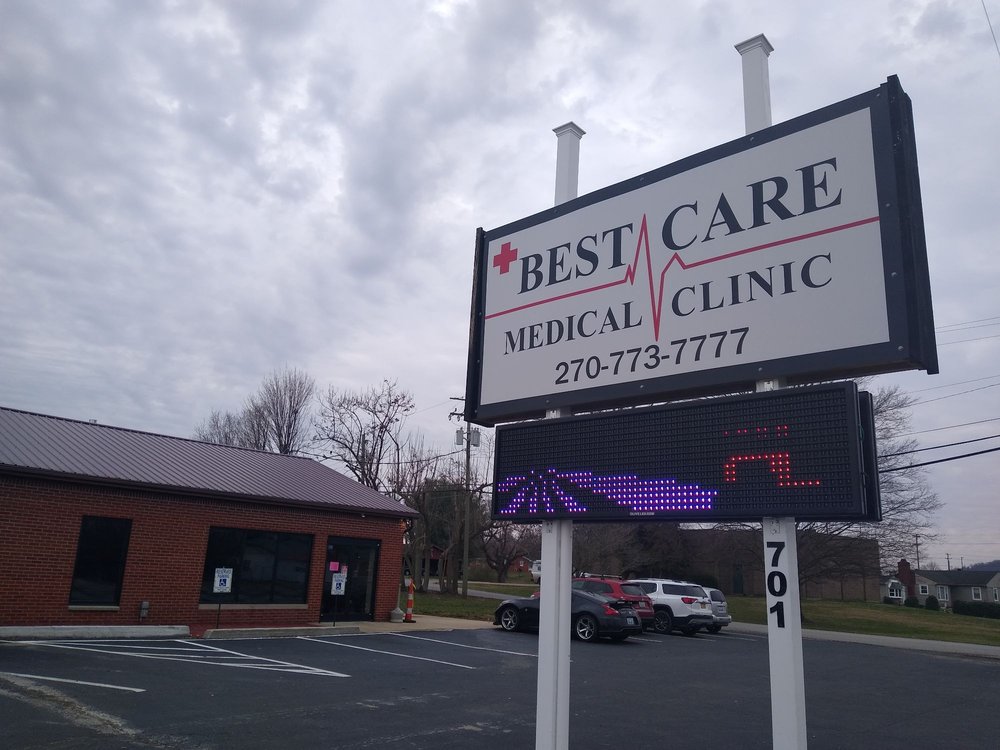 BEST CARE
MEDICAL CLINIC
270-773-7777
701